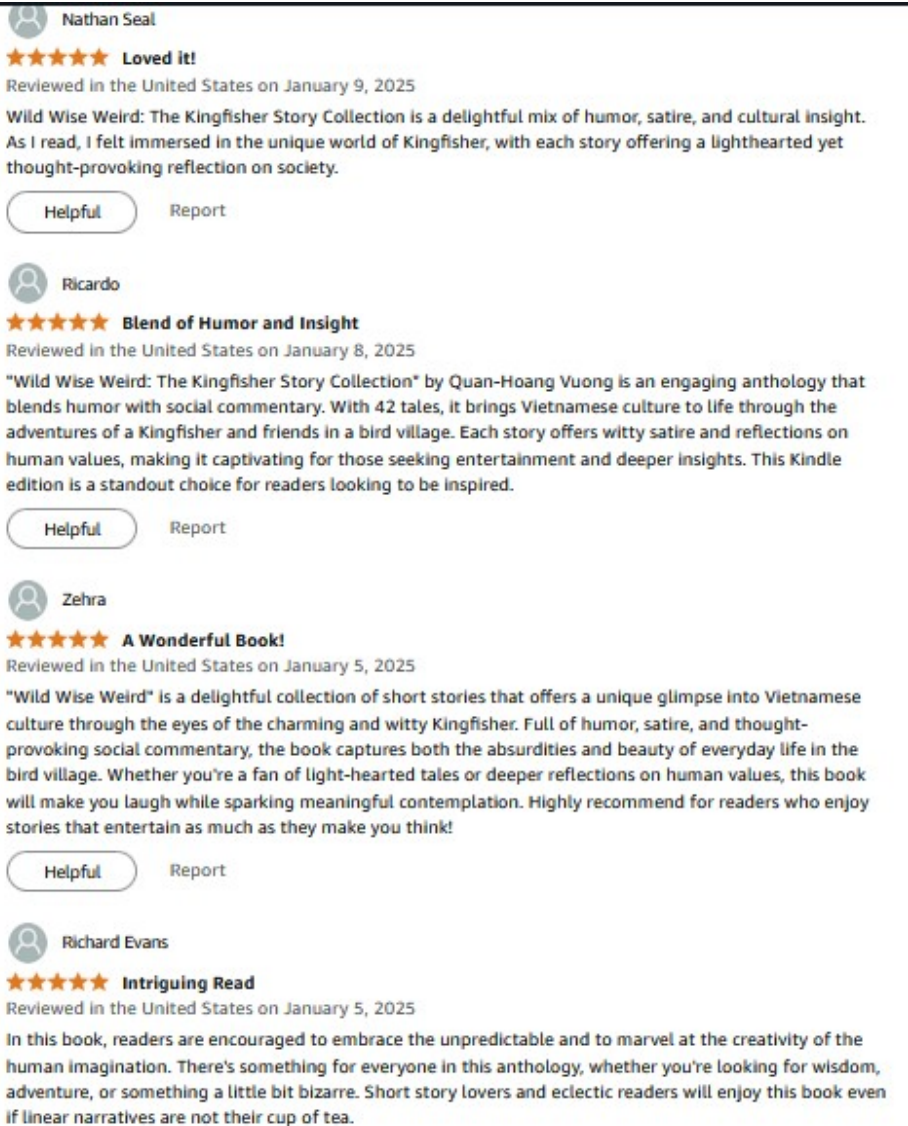 Nathan Seal
Loved it!
Reviewed in the United States on January 9, 2025
Wild Wise Weird: The Kingfisher Story Collection is a delightful mix of humor, satire, and cultural insight.
As I read, I felt immersed in the unique world of Kingfisher, with each story offering a lighthearted yet
thought-provoking reflection on society.
Helpful Report
Ricardo
Blend of Humor and Insight
Reviewed in the United States on January 8, 2025
"Wild Wise Weird: The Kingfisher Story Collection" by Quan-Hoang Vuong is an engaging anthology that
blends humor with social commentary. With 42 tales, it brings Vietnamese culture to life through the
adventures of a Kingfisher and friends in a bird village. Each story offers witty satire and reflections on
human values, making it captivating for those seeking entertainment and deeper insights. This Kindle
edition is a standout choice for readers looking to be inspired.
Helpful Report
Zehra
A Wonderful Book!
Reviewed in the United States on January 5, 2025
"Wild Wise Weird" is a delightful collection of short stories that offers a unique glimpse into Vietnamese
culture through the eyes of the charming and witty Kingfisher. Full of humor, satire, and thought-
provoking social commentary, the book captures both the absurdities and beauty of everyday life in the
bird village. Whether you're a fan of light-hearted tales or deeper reflections on human values, this book
will make you laugh while sparking meaningful contemplation. Highly recommend for readers who enjoy
stories that entertain as much as they make you think!
Helpful Report
Richard Evans
Intriguing Read
Reviewed in the United States on January 5, 2025
In this book, readers are encouraged to embrace the unpredictable and to marvel at the creativity of the
human imagination. There's something for everyone in this anthology, whether you're looking for wisdom,
adventure, or something a little bit bizarre. Short story lovers and eclectic readers will enjoy this book even
if linear narratives are not their cup of tea.